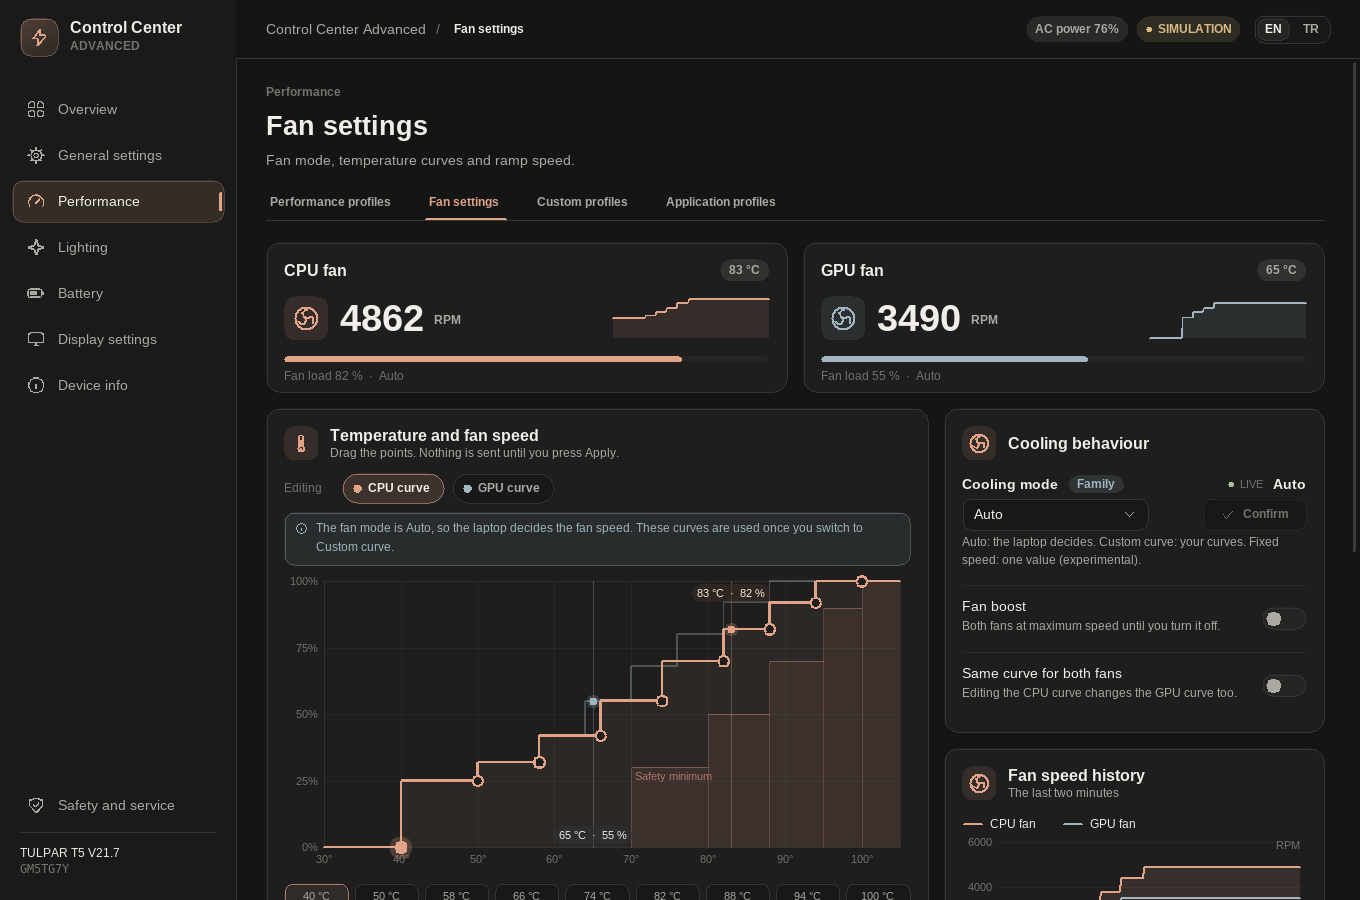 Control Center
ADVANCED
Overview
General settings
Performance
Lighting
Battery
Display settings
Device info
Safety and service
TULPAR T5 V21.7
GM5TG7Y
Control Center Advanced / Fan settings
AC power 76%
SIMULATION
EN TR
Performance
Fan settings
Fan mode, temperature curves and ramp speed.
Performance profiles
Fan settings
Custom profiles
Application profiles
CPU fan
83 °C
4862 RPM
Fan load 82 % · Auto
GPU fan
65 °C
3490 RPM
Fan load 55 % · Auto
Temperature and fan speed
Drag the points. Nothing is sent until you press Apply.
Editing
CPU curve
GPU curve
The fan mode is Auto, so the laptop decides the fan speed. These curves are used once you switch to
Custom curve.
100%
75%
50%
25%
0%
83 °C · 82 %
Safety minimum
65 °C · 55 %
30° 40° 50° 60° 70° 80° 90° 100°
40 °C 50 °C 58 °C 66 °C 74 °C 82 °C 88 °C 94 °C 100 °C
Cooling behaviour
Cooling mode Family
LIVE Auto
Auto
Confirm
Auto: the laptop decides. Custom curve: your curves. Fixed
speed: one value (experimental).
Fan boost
Both fans at maximum speed until you turn it off.
Same curve for both fans
Editing the CPU curve changes the GPU curve too.
Fan speed history
The last two minutes
CPU fan GPU fan
6000
RPM
4000